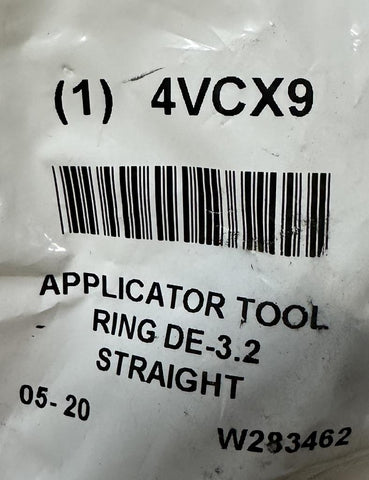 (1) 4VCX9
APPLICATOR TOOL
RING DE-3.2
STRAIGHT
05-20
W283462